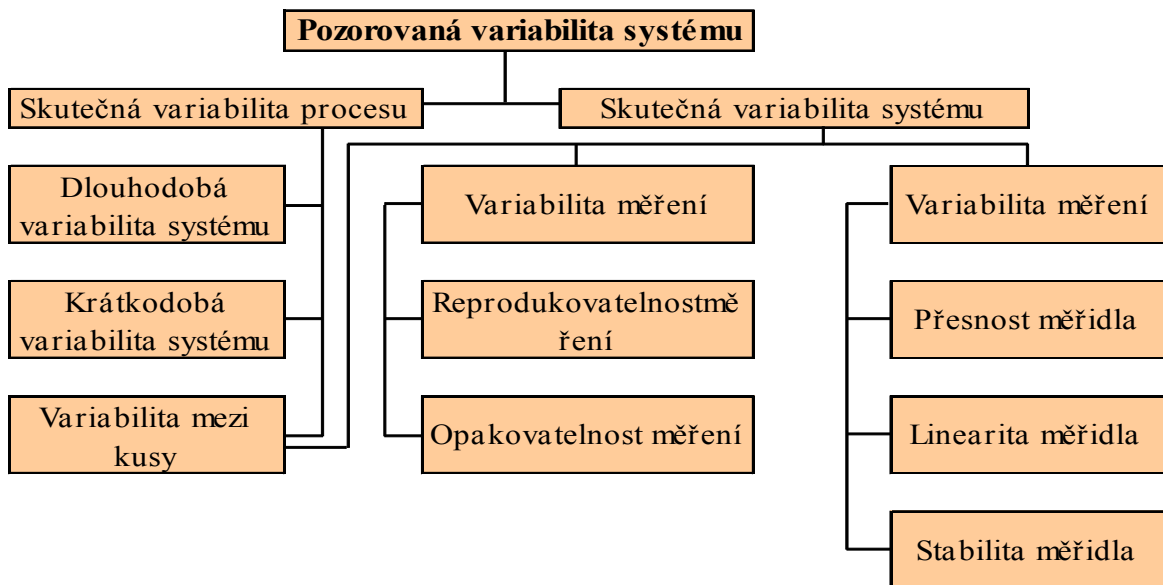 Pozorovaná variabilita systému
Skutečná variabilita procesu
Skutečná variabilita systému
Dlouhodobá
variabilita systému
Variabilita měření
Variabilita měření
Krátkodobá
variabilita systému
Reprodukovatelnostmě
ření
Přesnost měřidla
Variabilita mezi
kusy
Opakovatelnost měření
Linearita měřidla
Stabilita měřidla